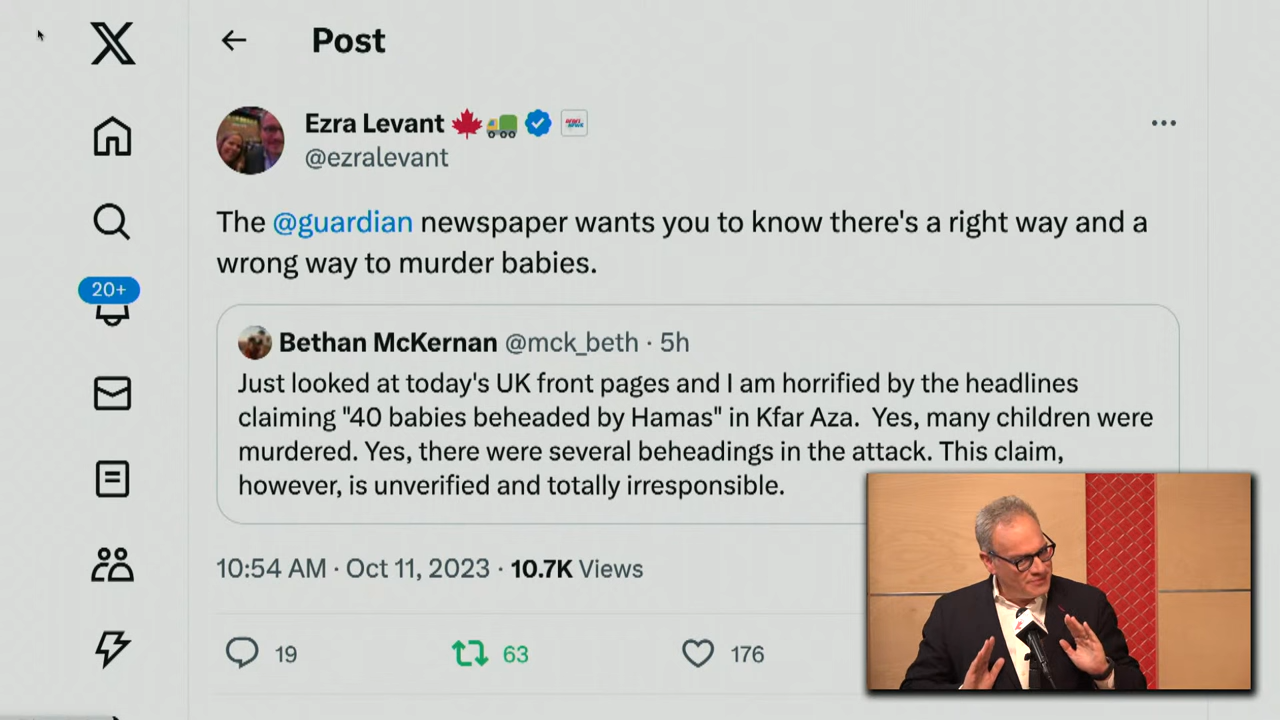 Post
Ezra Levant
@ezralevant
The @guardian newspaper wants you to know there's a right way and a
wrong way to murder babies.
20+
Bethan McKernan @mck_beth · 5h
Just looked at today's UK front pages and I am horrified by the headlines
claiming "40 babies beheaded by Hamas" in Kfar Aza. Yes, many children were
murdered. Yes, there were several beheadings in the attack. This claim,
however, is unverified and totally irresponsible.
10:54 AM · Oct 11, 2023 · 10.7K Views
19 63 176